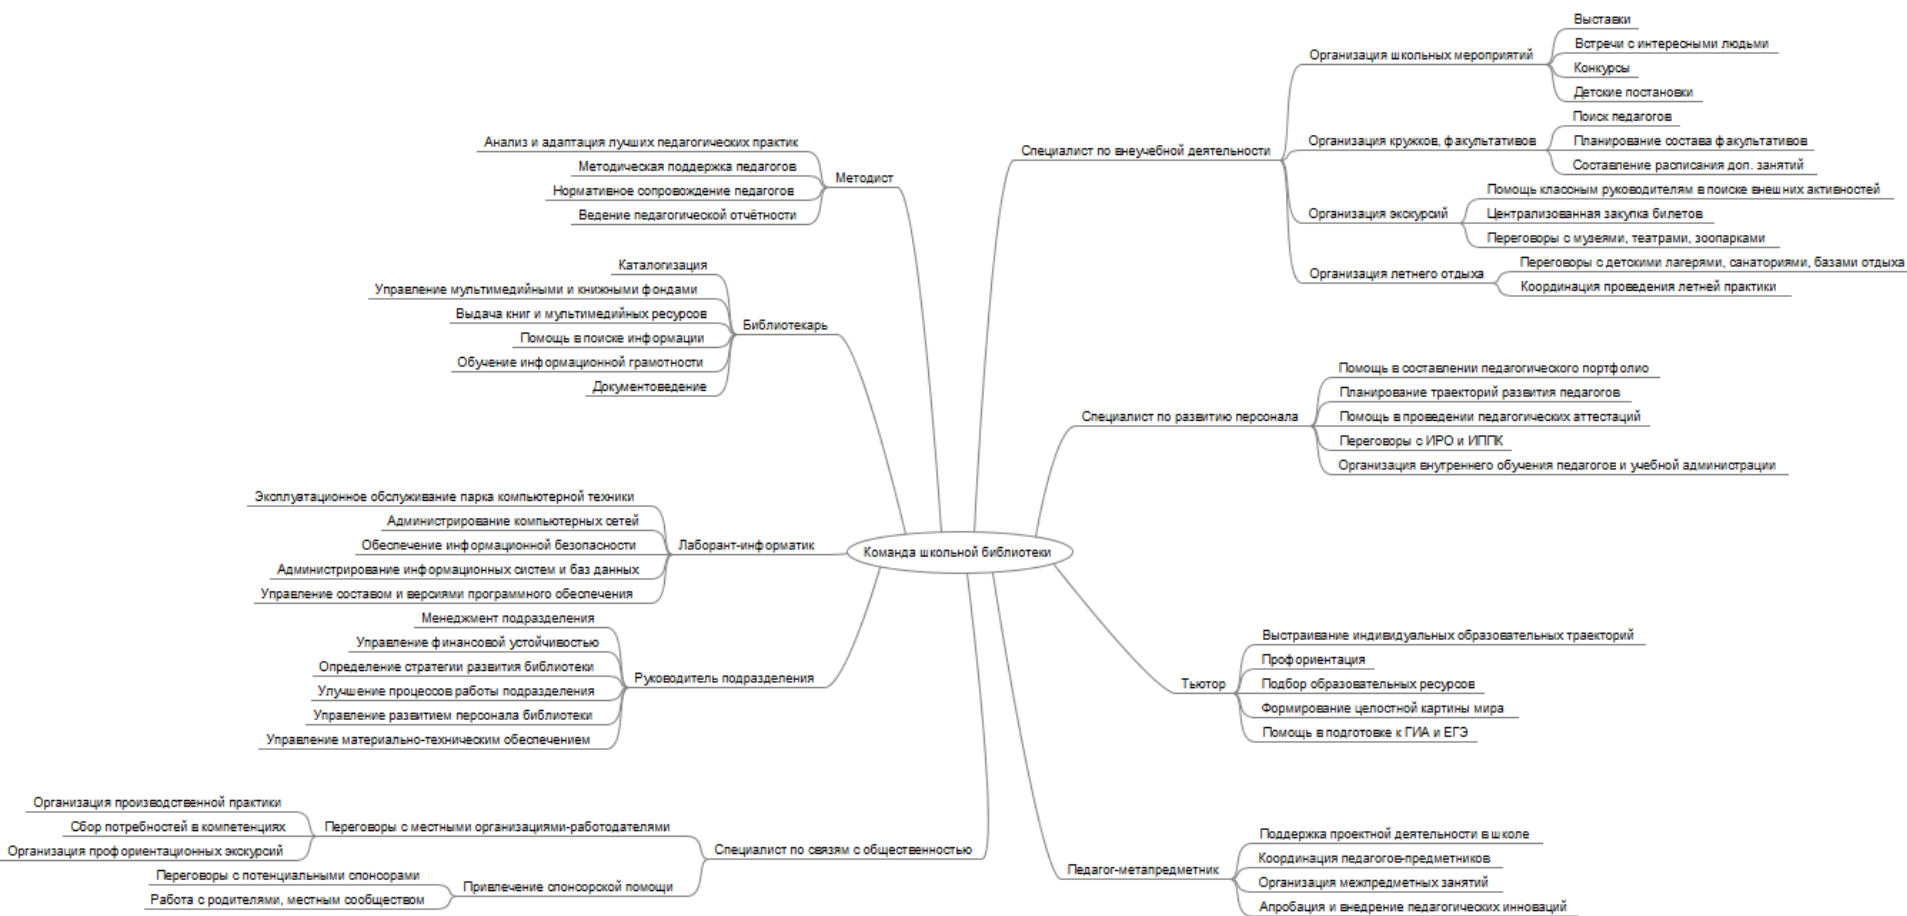 Команда школьной библиотеки
Методист
Анализ и адаптация лучших педагогических практик
Методическая поддержка педагогов
Нормативное сопровождение педагогов
Ведение педагогической отчётности
Библиотекарь
Каталогизация
Управление мультимедийными и книжными фондами
Выдача книг и мультимедийных ресурсов
Помощь в поиске информации
Обучение информационной грамотности
Документоведение
Лаборант-информатик
Эксплуатационное обслуживание парка компьютерной техники
Администрирование компьютерных сетей
Обеспечение информационной безопасности
Администрирование информационных систем и баз данных
Управление составом и версиями программного обеспечения
Руководитель подразделения
Менеджмент подразделения
Управление финансовой устойчивостью
Определение стратегии развития библиотеки
Улучшение процессов работы подразделения
Управление развитием персонала библиотеки
Управление материально-техническим обеспечением
Специалист по связям с общественностью
Переговоры с местными организациями-работодателями
Организация производственной практики
Сбор потребностей в компетенциях
Организация профориентационных экскурсий
Привлечение спонсорской помощи
Переговоры с потенциальными спонсорами
Работа с родителями, местным сообществом
Специалист по внеучебной деятельности
Организация школьных мероприятий
Выставки
Встречи с интересными людьми
Конкурсы
Детские постановки
Организация кружков, факультативов
Поиск педагогов
Планирование состава факультативов
Составление расписания доп. занятий
Организация экскурсий
Помощь классным руководителям в поиске внешних активностей
Централизованная закупка билетов
Переговоры с музеями, театрами, зоопарками
Организация летнего отдыха
Переговоры с детскими лагерями, санаториями, базами отдыха
Координация проведения летней практики
Специалист по развитию персонала
Помощь в составлении педагогического портфолио
Планирование траекторий развития педагогов
Помощь в проведении педагогических аттестаций
Переговоры с ИРО и ИППК
Организация внутреннего обучения педагогов и учебной администрации
Тьютор
Выстраивание индивидуальных образовательных траекторий
Профориентация
Подбор образовательных ресурсов
Формирование целостной картины мира
Помощь в подготовке к ГИА и ЕГЭ
Педагог-метапредметник
Поддержка проектной деятельности в школе
Координация педагогов-предметников
Организация межпредметных занятий
Апробация и внедрение педагогических инноваций